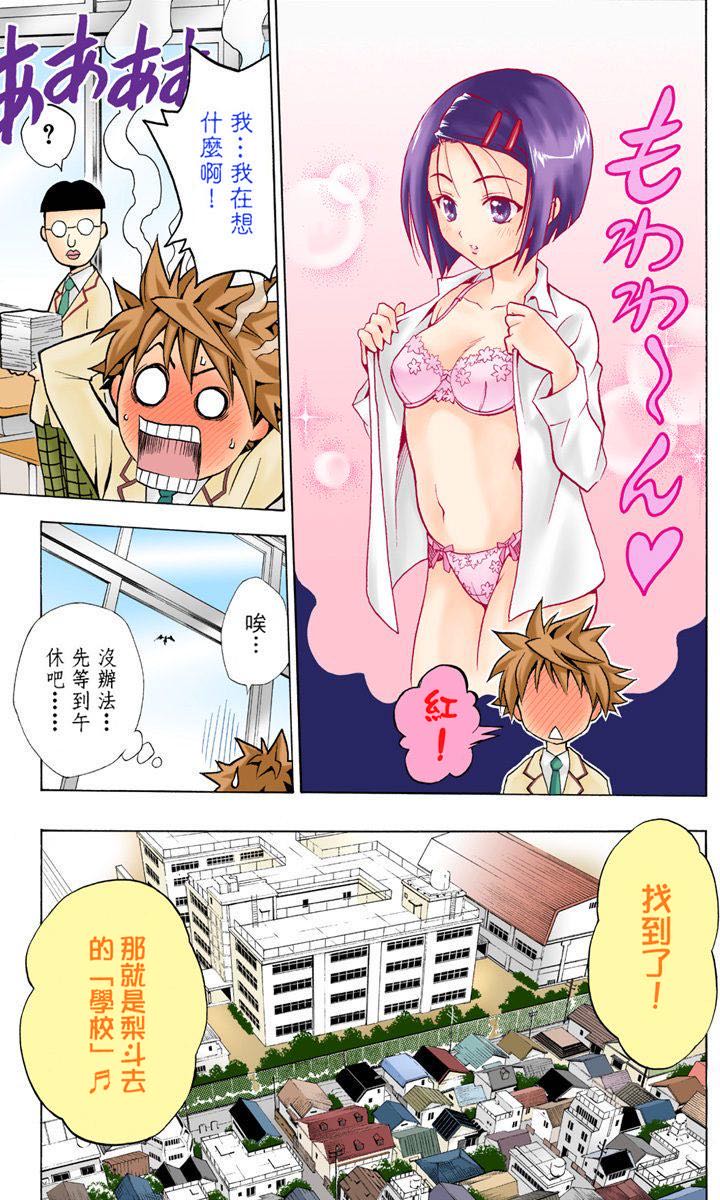 もわわ～ん♡
紅！
ああああ
我…我在想
什麼啊！
？
唉…
沒辦法…
先等到午
休吧……
找到了！
那就是梨斗去
的「學校」♬